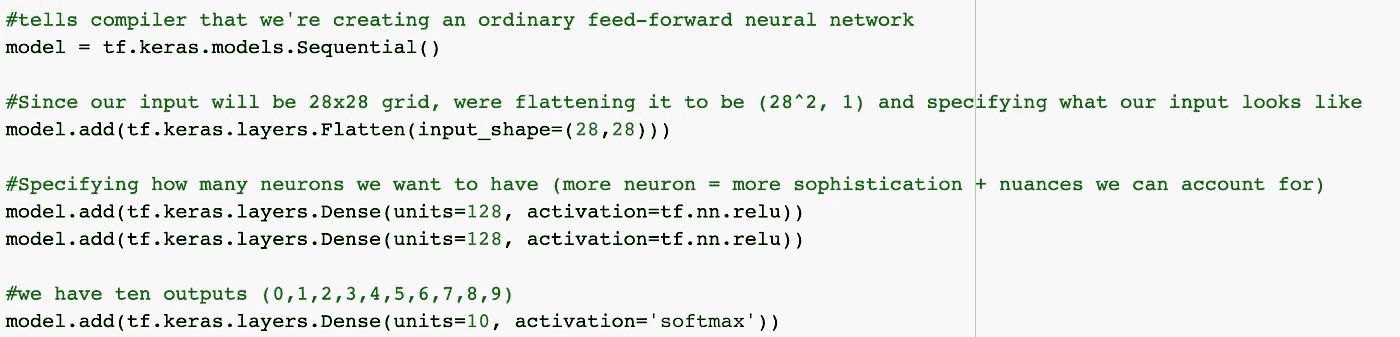 #tells compiler that we're creating an ordinary feed-forward neural network
model = tf.keras.models.Sequential()
#Since our input will be 28x28 grid, were flattening it to be (28^2, 1) and specifying what our input looks like
model.add(tf.keras.layers.Flatten(input_shape=(28,28)))
#Specifying how many neurons we want to have (more neuron = more sophistication + nuances we can account for)
model.add(tf.keras.layers.Dense(units=128, activation=tf.nn.relu))
model.add(tf.keras.layers.Dense(units=128, activation=tf.nn.relu))
#we have ten outputs (0,1,2,3,4,5,6,7,8,9)
model.add(tf.keras.layers.Dense(units=10, activation='softmax'))